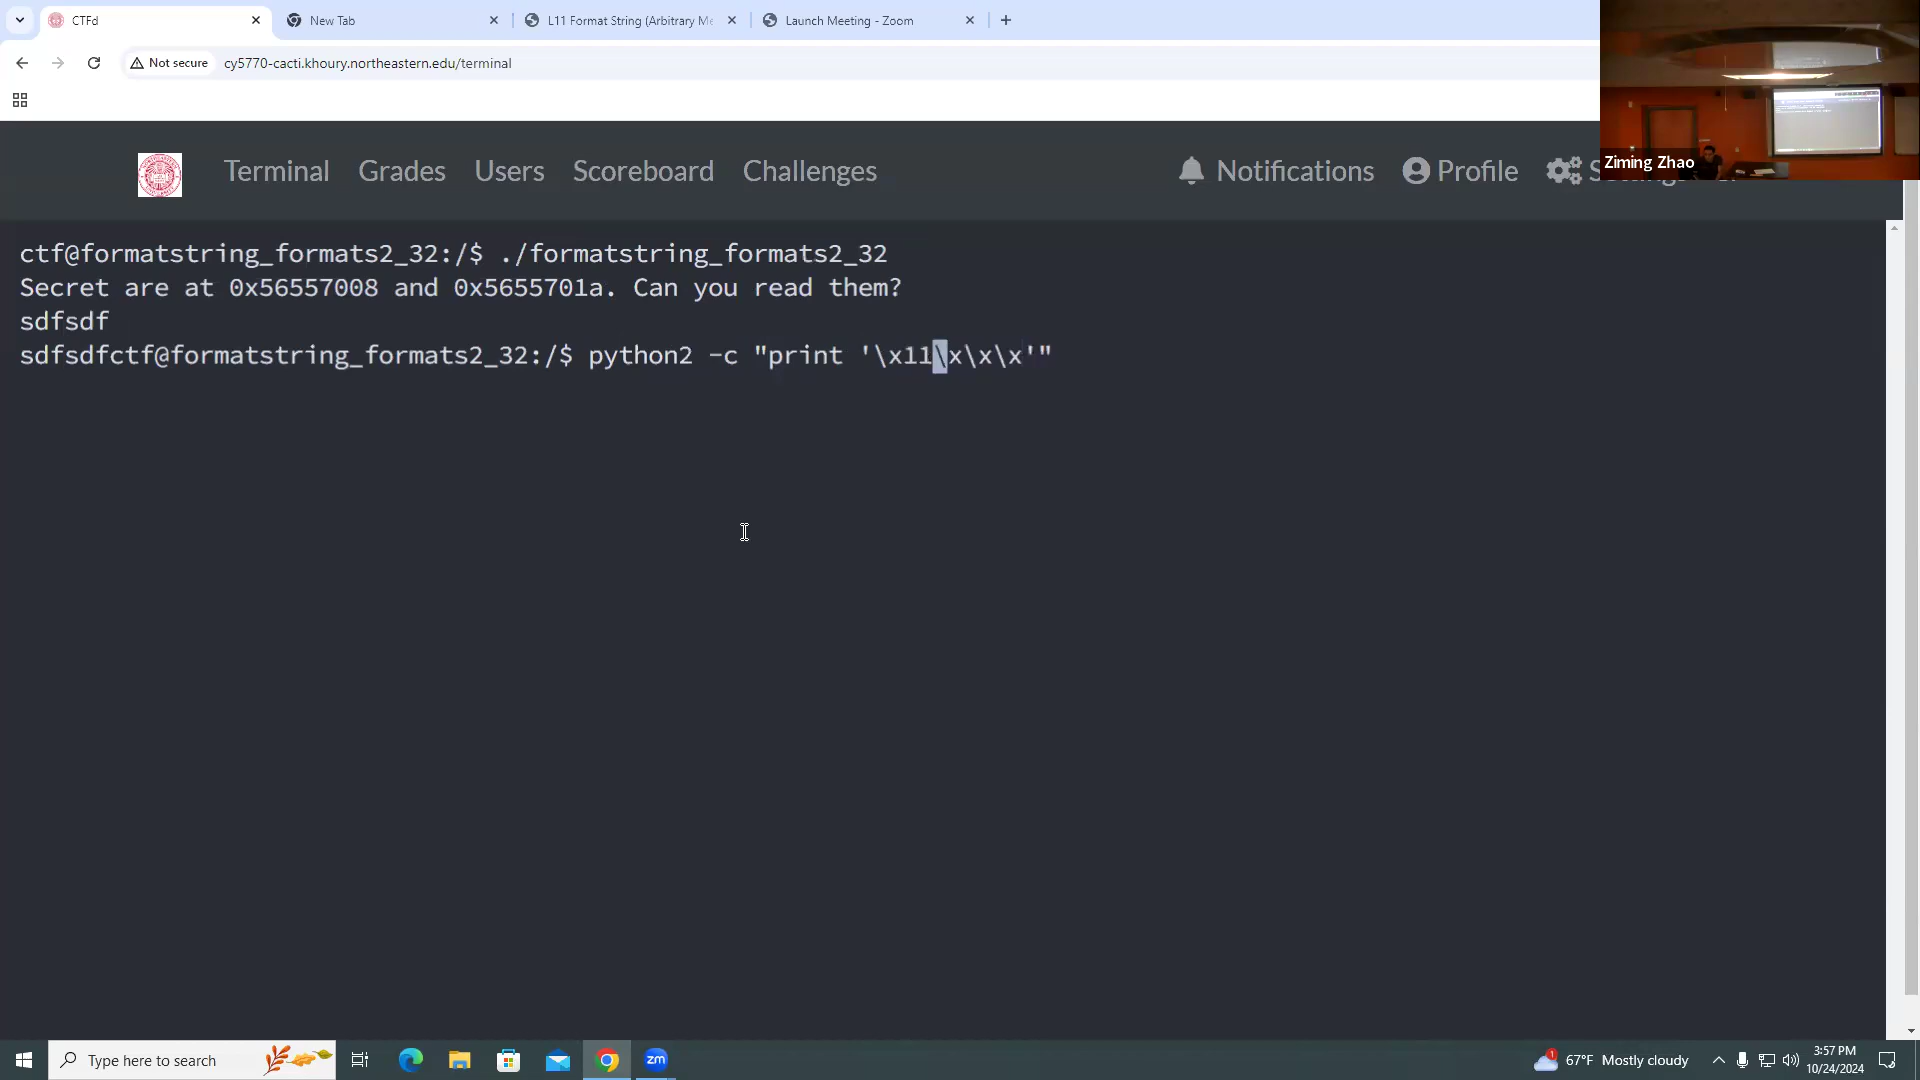 CTFd
New Tab
L11 Format String (Arbitrary Me
Launch Meeting - Zoom
Not secure
cy5770-cacti.khoury.northeastern.edu/terminal
Ziming Zhao
Terminal
Grades
Users
Scoreboard
Challenges
Notifications
Profile
ctf@formatstring_formats2_32:/$ ./formatstring_formats2_32
Secret are at 0x56557008 and 0x5655701a. Can you read them?
sdfsdf
sdfsdfctf@formatstring_formats2_32:/$ python2 -c "print '\x11\x\x\x'"
Type here to search
zm
1
67°F Mostly cloudy
3:57 PM
10/24/2024